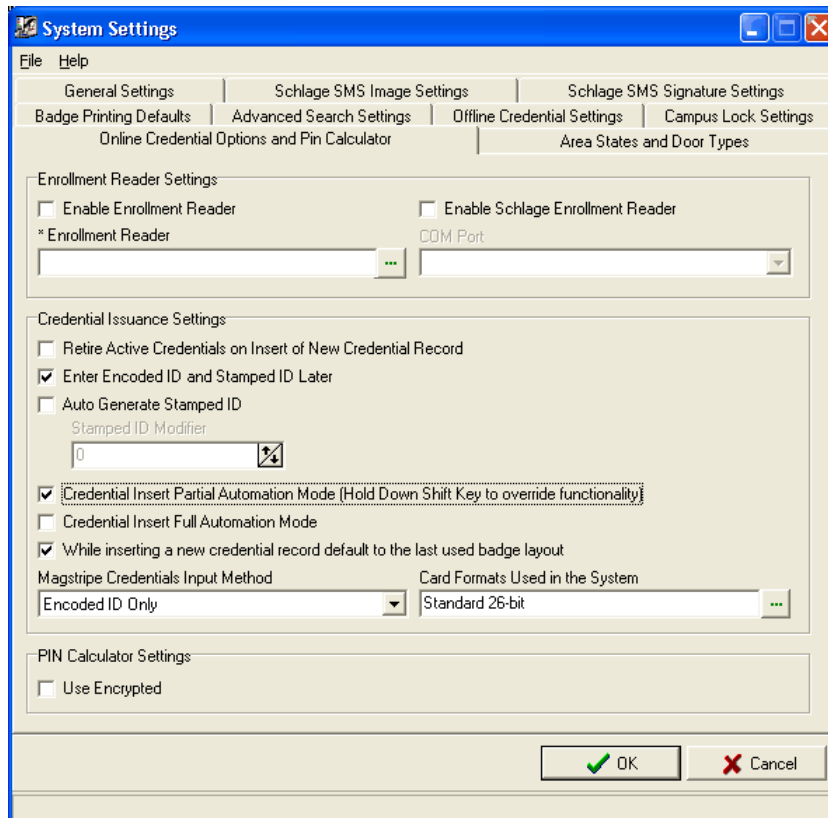 System Settings
File Help
General Settings Schlage SMS Image Settings Schlage SMS Signature Settings
Badge Printing Defaults Advanced Search Settings Offline Credential Settings Campus Lock Settings
Online Credential Options and Pin Calculator Area States and Door Types
Enrollment Reader Settings
Enable Enrollment Reader Enable Schlage Enrollment Reader
* Enrollment Reader COM Port
...
Credential Issuance Settings
Retire Active Credentials on Insert of New Credential Record
Enter Encoded ID and Stamped ID Later
Auto Generate Stamped ID
Stamped ID Modifier
0
Credential Insert Partial Automation Mode (Hold Down Shift Key to override functionality)
Credential Insert Full Automation Mode
While inserting a new credential record default to the last used badge layout
Magstripe Credentials Input Method Card Formats Used in the System
Encoded ID Only Standard 26-bit ...
PIN Calculator Settings
Use Encrypted
OK Cancel